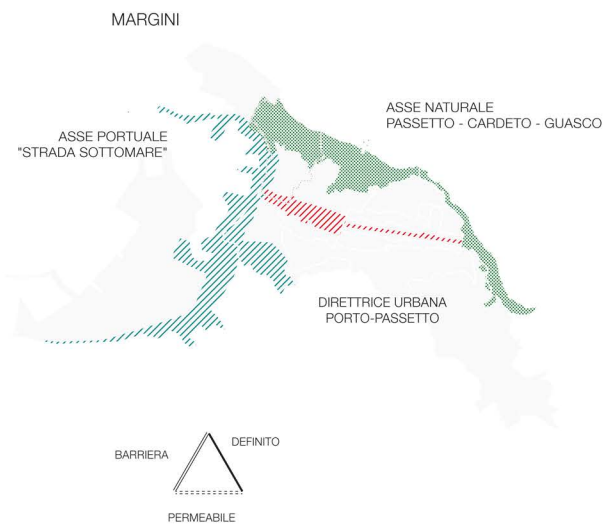 MARGINI
ASSE NATURALE
PASSETTO - CARDETO - GUASCO
ASSE PORTUALE
"STRADA SOTTOMARE"
DIRETTRICE URBANA
PORTO-PASSETTO
BARRIERA
DEFINITO
PERMEABILE